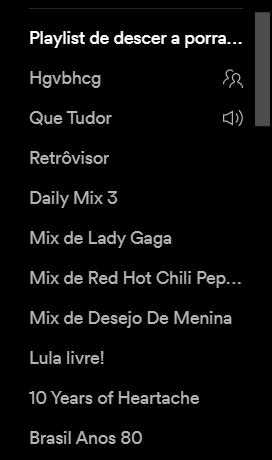 Playlist de descer a porra...
Hgvbhcg
Que Tudor
Retrôvisor
Daily Mix 3
Mix de Lady Gaga
Mix de Red Hot Chili Pep...
Mix de Desejo De Menina
Lula livre!
10 Years of Heartache
Brasil Anos 80